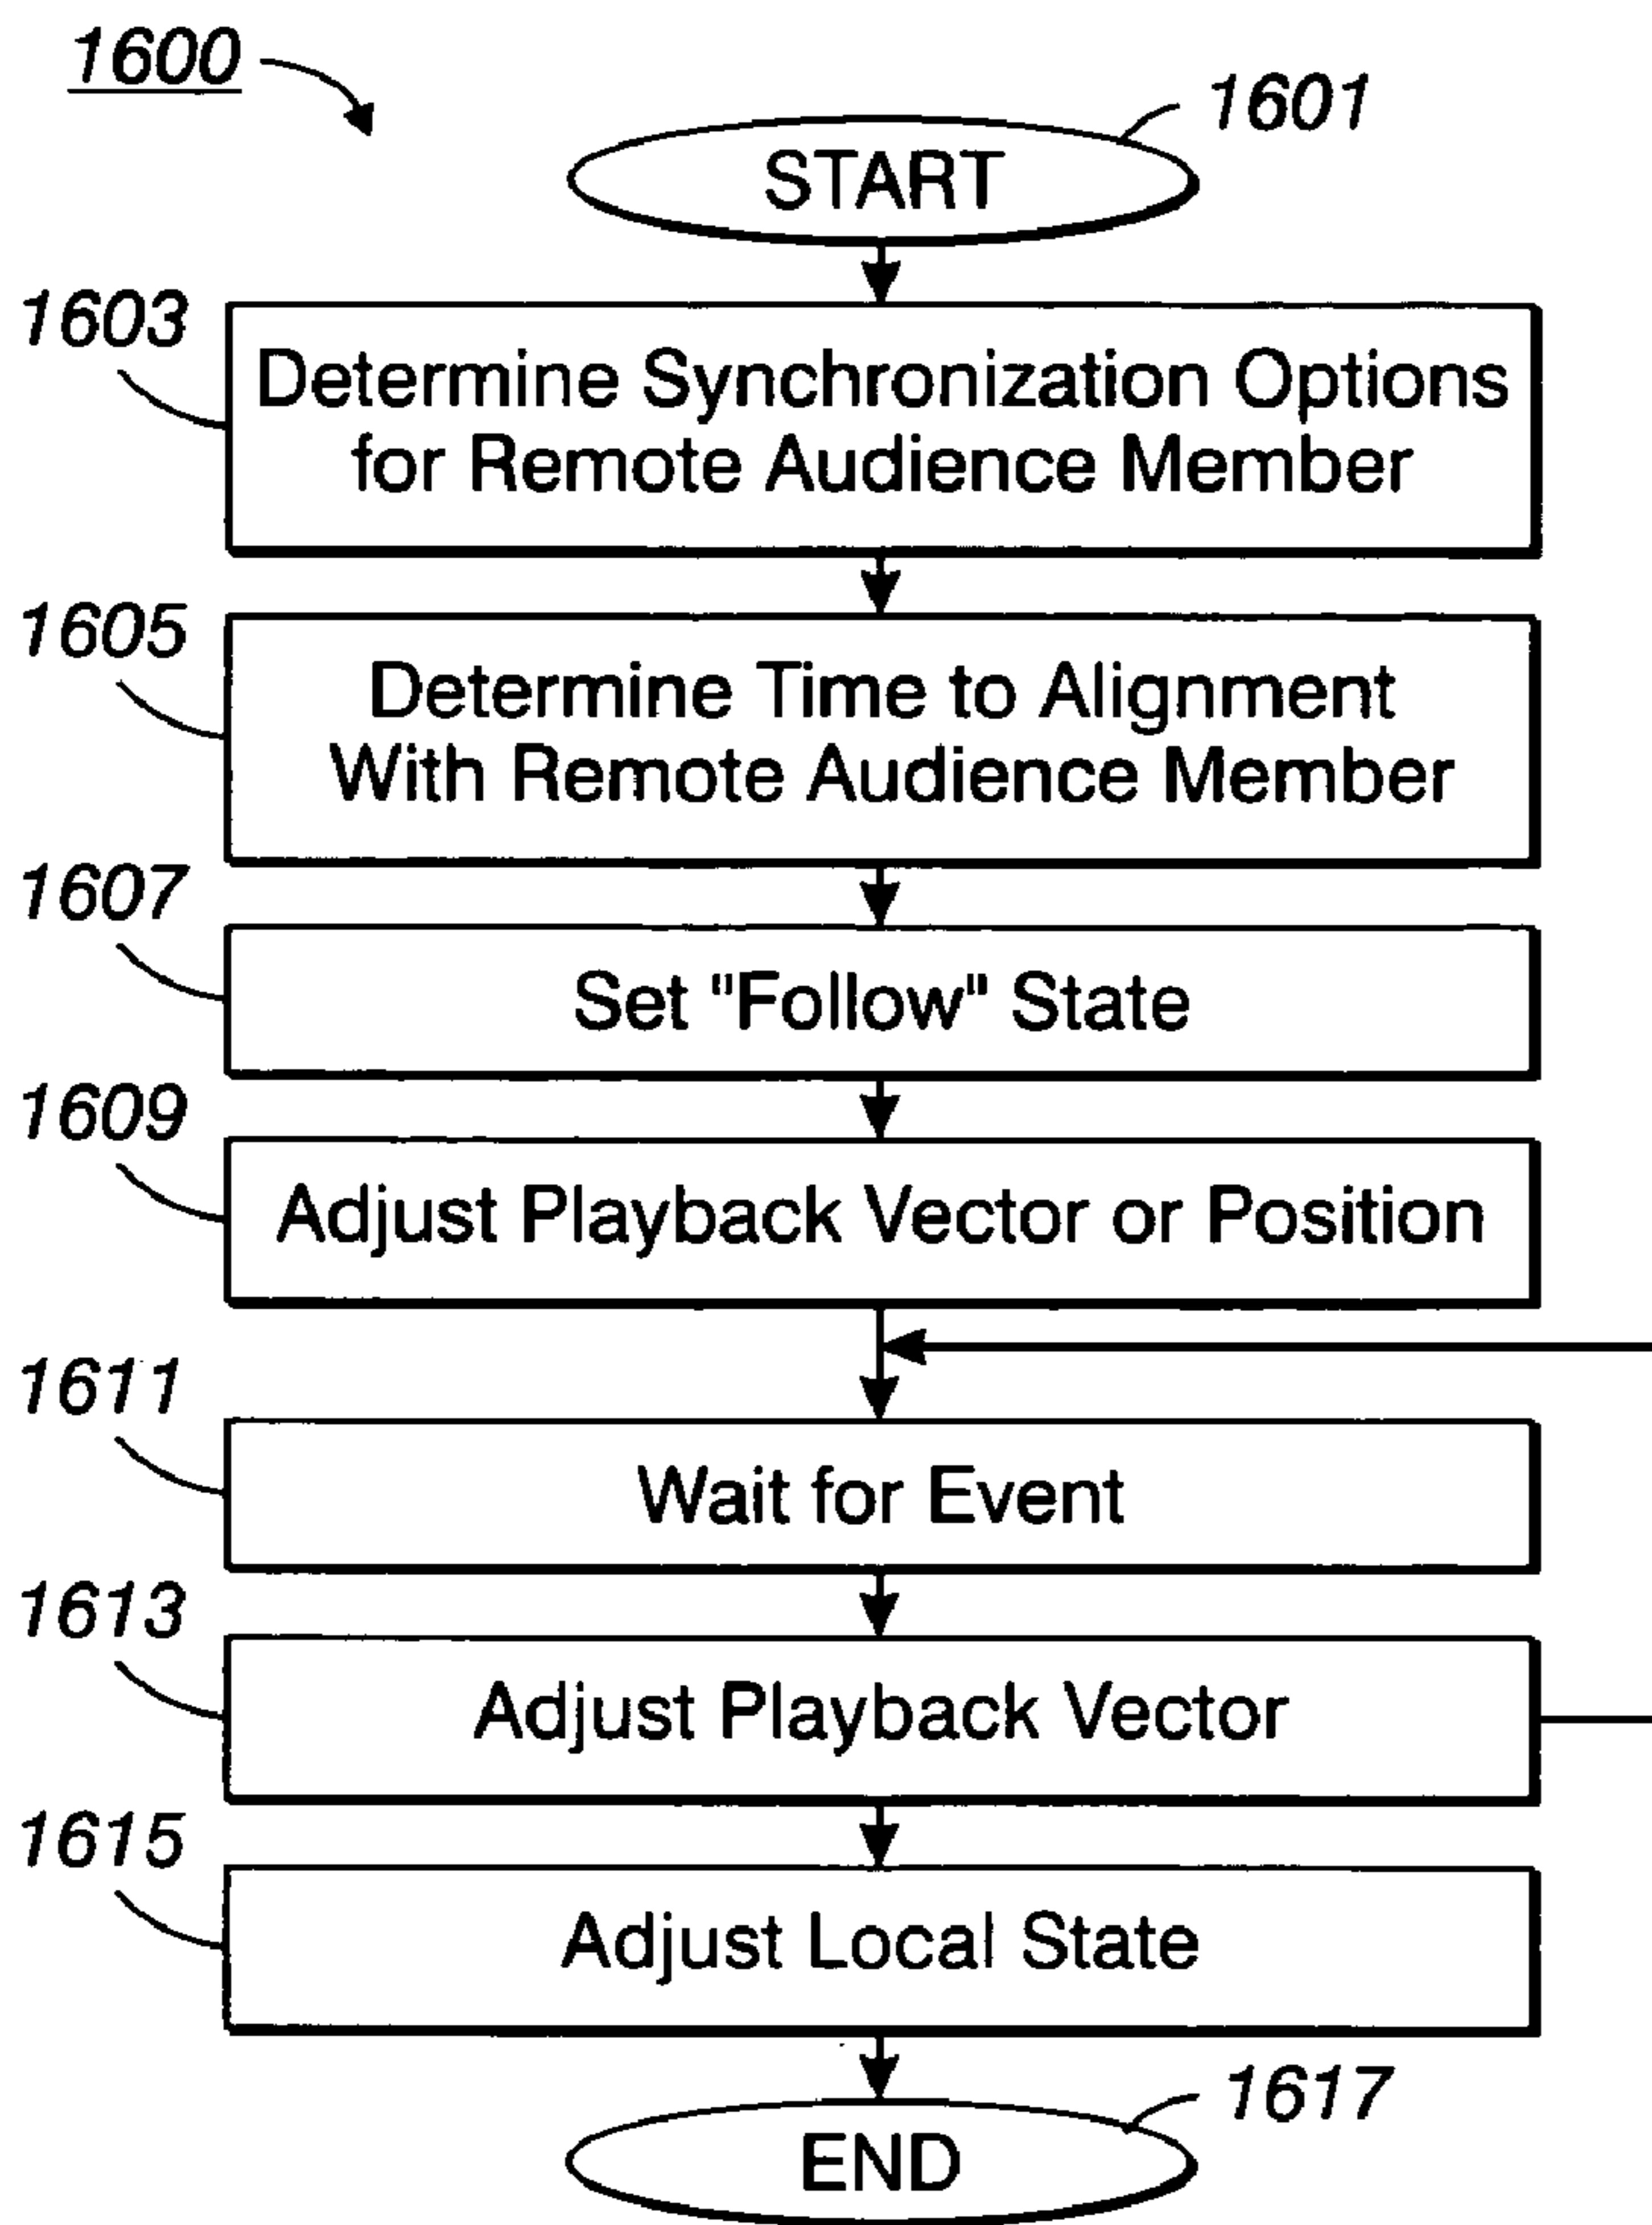 1600
1601
START
1603
Determine Synchronization Options
for Remote Audience Member
1605
Determine Time to Alignment
With Remote Audience Member
1607
Set "Follow" State
1609
Adjust Playback Vector or Position
1611
Wait for Event
1613
Adjust Playback Vector
1615
Adjust Local State
1617
END